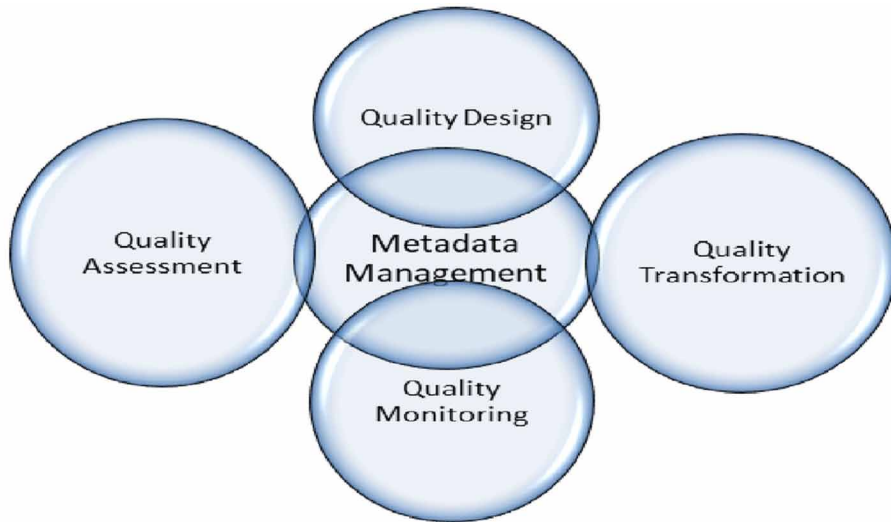 Quality Design
Quality
Assessment
Metadata
Management
Quality
Transformation
Quality
Monitoring